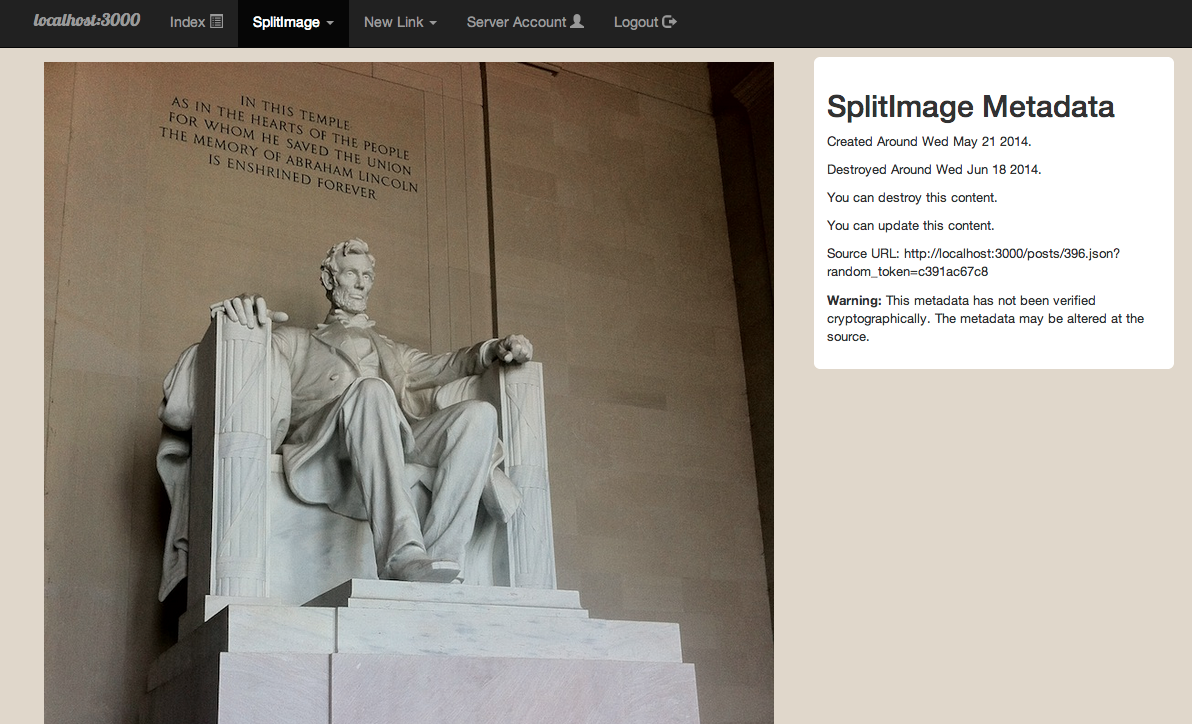 localhost:3000 Index SplitImage New Link Server Account Logout
IN THIS TEMPLE
AS IN THE HEARTS OF THE PEOPLE
FOR WHOM HE SAVED THE UNION
THE MEMORY OF ABRAHAM LINCOLN
IS ENSHRINED FOREVER
SplitImage Metadata
Created Around Wed May 21 2014.
Destroyed Around Wed Jun 18 2014.
You can destroy this content.
You can update this content.
Source URL: http://localhost:3000/posts/396.json?
random_token=c391ac67c8
Warning: This metadata has not been verified
cryptographically. The metadata may be altered at the
source.